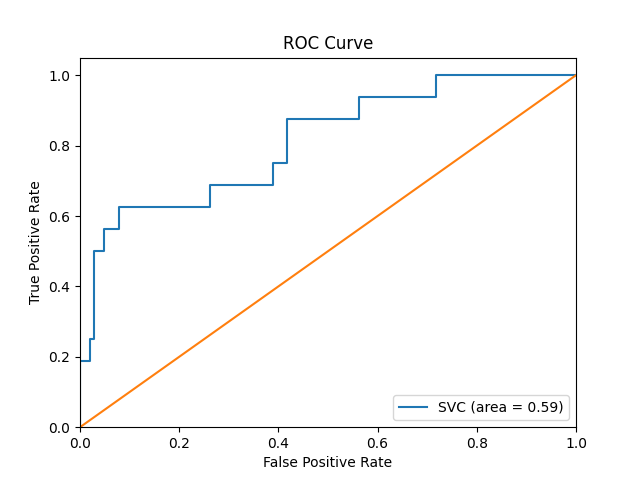 ROC Curve
True Positive Rate
1.0
0.8
0.6
0.4
0.2
0.0
0.0 0.2 0.4 0.6 0.8 1.0
False Positive Rate
SVC (area = 0.59)